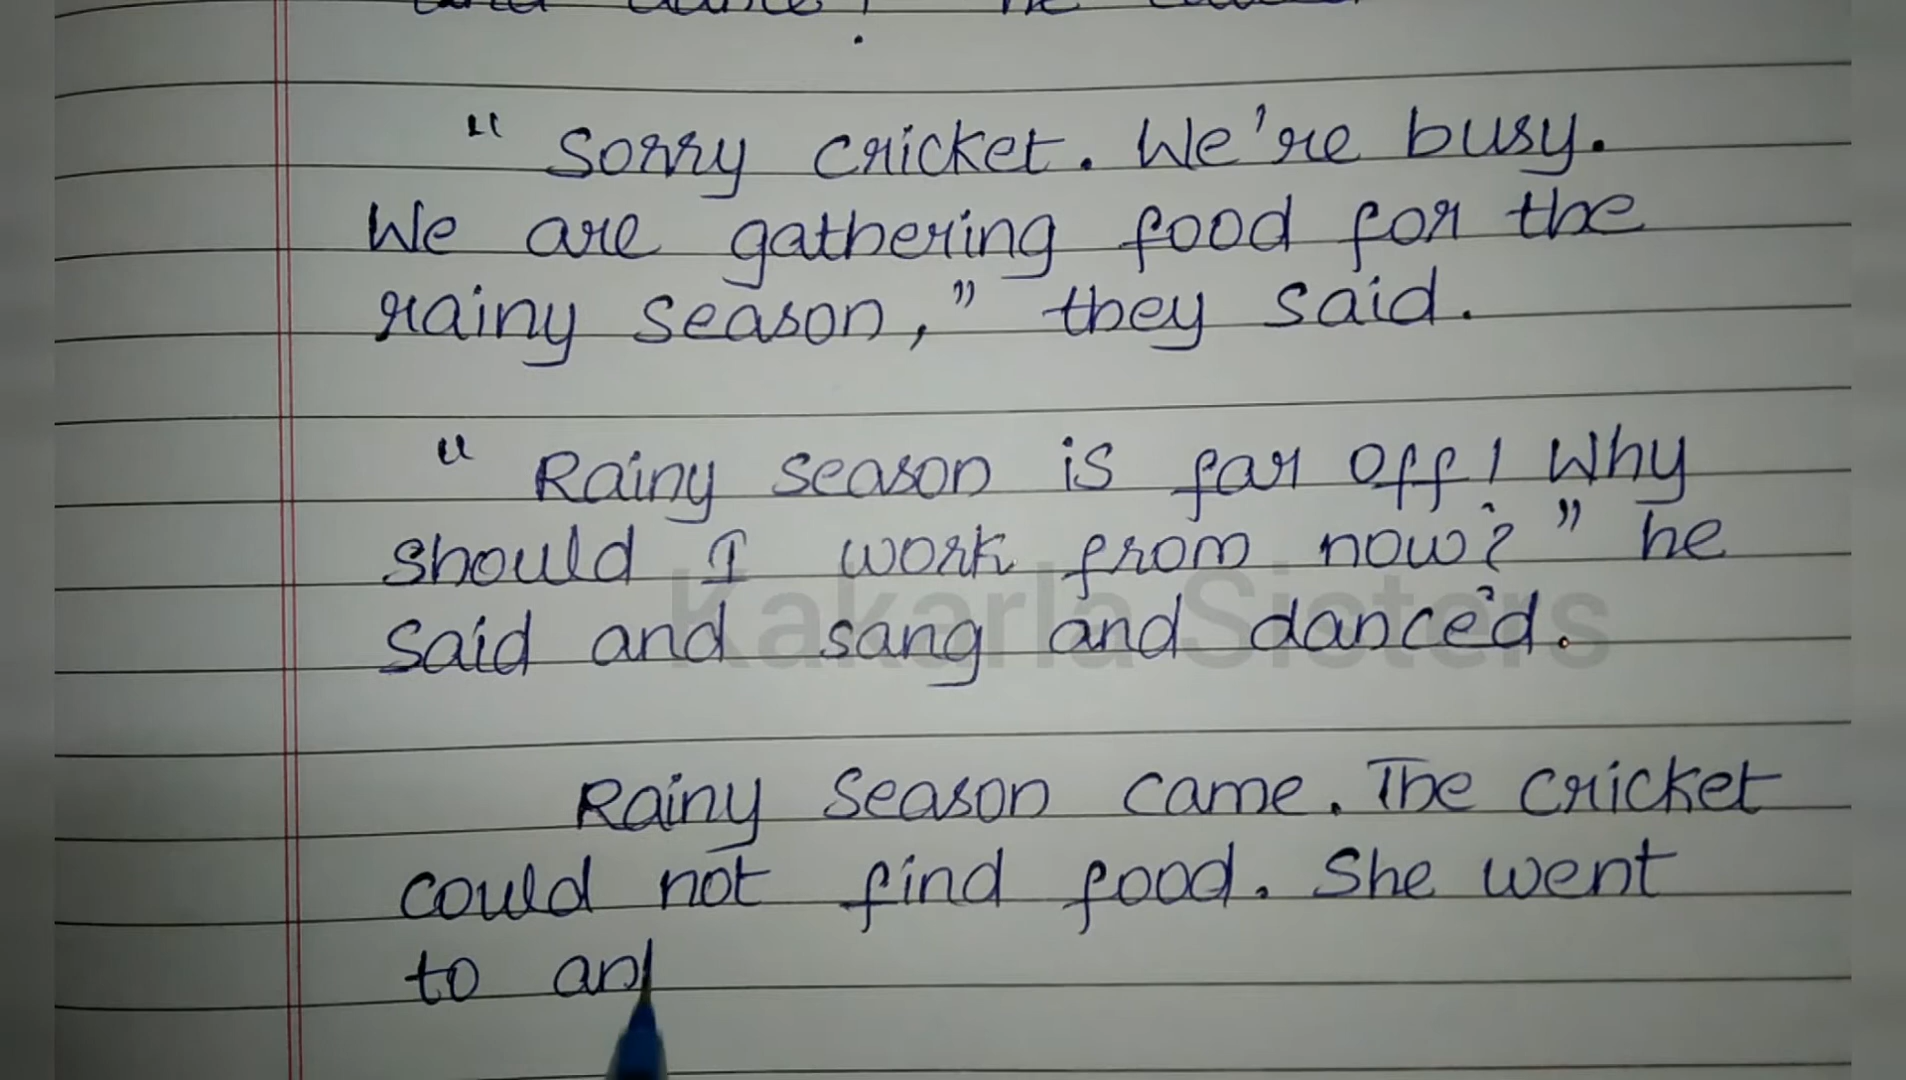 “ Sorry cricket. We're busy.
We are gathering food for the
rainy season,” they said.
“ Rainy season is far off! Why
should I work from now?” he
said and sang and danced.
Kakarla Sisters
Rainy season came. The cricket
could not find food. She went
to an